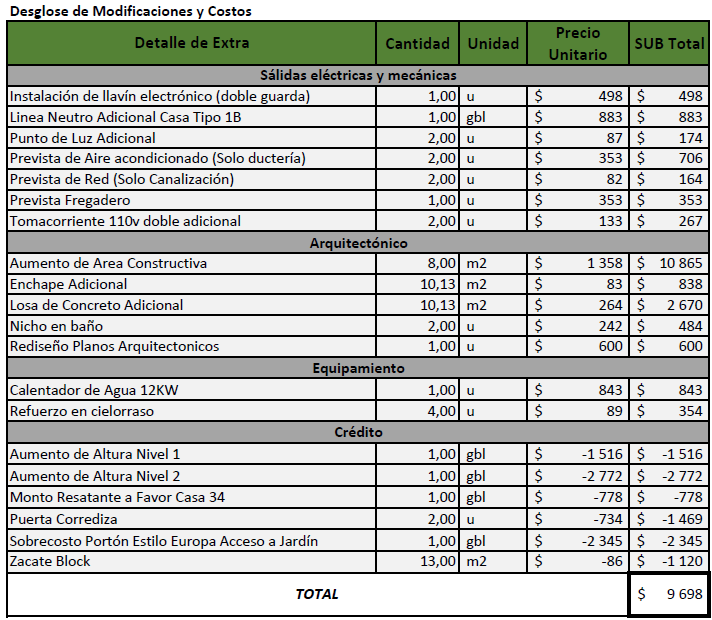 Desglose de Modificaciones y Costos
Detalle de Extra Cantidad Unidad Precio Unitario SUB Total
Sálidas eléctricas y mecánicas
Instalación de llavín electrónico (doble guarda) 1,00 u $ 498 $ 498
Linea Neutro Adicional Casa Tipo 1B 1,00 gbl $ 883 $ 883
Punto de Luz Adicional 2,00 u $ 87 $ 174
Prevista de Aire acondicionado (Solo ductería) 2,00 u $ 353 $ 706
Prevista de Red (Solo Canalización) 2,00 u $ 82 $ 164
Prevista Fregadero 1,00 u $ 353 $ 353
Tomacorriente 110v doble adicional 2,00 u $ 133 $ 267
Arquitectónico
Aumento de Area Constructiva 8,00 m2 $ 1 358 $ 10 865
Enchape Adicional 10,13 m2 $ 83 $ 838
Losa de Concreto Adicional 10,13 m2 $ 264 $ 2 670
Nicho en baño 2,00 u $ 242 $ 484
Rediseño Planos Arquitectonicos 1,00 u $ 600 $ 600
Equipamiento
Calentador de Agua 12KW 1,00 u $ 843 $ 843
Refuerzo en cielorraso 4,00 u $ 89 $ 354
Crédito
Aumento de Altura Nivel 1 1,00 gbl $ -1 516 $ -1 516
Aumento de Altura Nivel 2 1,00 gbl $ -2 772 $ -2 772
Monto Resatante a Favor Casa 34 1,00 gbl $ -778 $ -778
Puerta Corrediza 2,00 u $ -734 $ -1 469
Sobrecosto Portón Estilo Europa Acceso a Jardín 1,00 gbl $ -2 345 $ -2 345
Zacate Block 13,00 m2 $ -86 $ -1 120
TOTAL $ 9 698